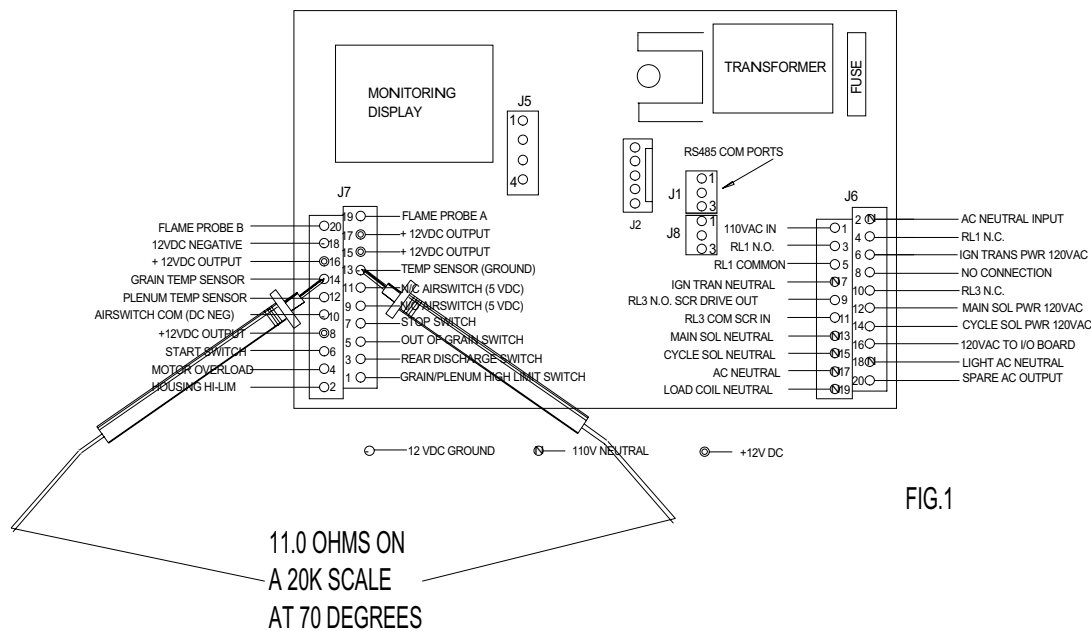 MONITORING
DISPLAY
TRANSFORMER
FUSE
J5
1
4
J2
RS485 COM PORTS
J1
1
3
J8
1
3
J7
19 FLAME PROBE A
FLAME PROBE B 20
17 + 12VDC OUTPUT
12VDC NEGATIVE 18
15 + 12VDC OUTPUT
+ 12VDC OUTPUT 16
13 TEMP SENSOR (GROUND)
GRAIN TEMP SENSOR 14
11 N/C AIRSWITCH (5 VDC)
PLENUM TEMP SENSOR 12
9 N/O AIRSWITCH (5 VDC)
AIRSWITCH COM (DC NEG) 10
7 STOP SWITCH
+12VDC OUTPUT 8
5 OUT OF GRAIN SWITCH
START SWITCH 6
3 REAR DISCHARGE SWITCH
MOTOR OVERLOAD 4
1 GRAIN/PLENUM HIGH LIMIT SWITCH
HOUSING HI-LIM 2
J6
2 N AC NEUTRAL INPUT
110VAC IN 1
4 RL1 N.C.
RL1 N.O. 3
6 IGN TRANS PWR 120VAC
RL1 COMMON 5
8 NO CONNECTION
IGN TRAN NEUTRAL N 7
10 RL3 N.C.
RL3 N.O. SCR DRIVE OUT 9
12 MAIN SOL PWR 120VAC
RL3 COM SCR IN 11
14 CYCLE SOL PWR 120VAC
MAIN SOL NEUTRAL N 13
16 120VAC TO I/O BOARD
CYCLE SOL NEUTRAL N 15
18 N LIGHT AC NEUTRAL
AC NEUTRAL N 17
20 SPARE AC OUTPUT
LOAD COIL NEUTRAL N 19
12 VDC GROUND
N 110V NEUTRAL
+12V DC
FIG.1
11.0 OHMS ON
A 20K SCALE
AT 70 DEGREES